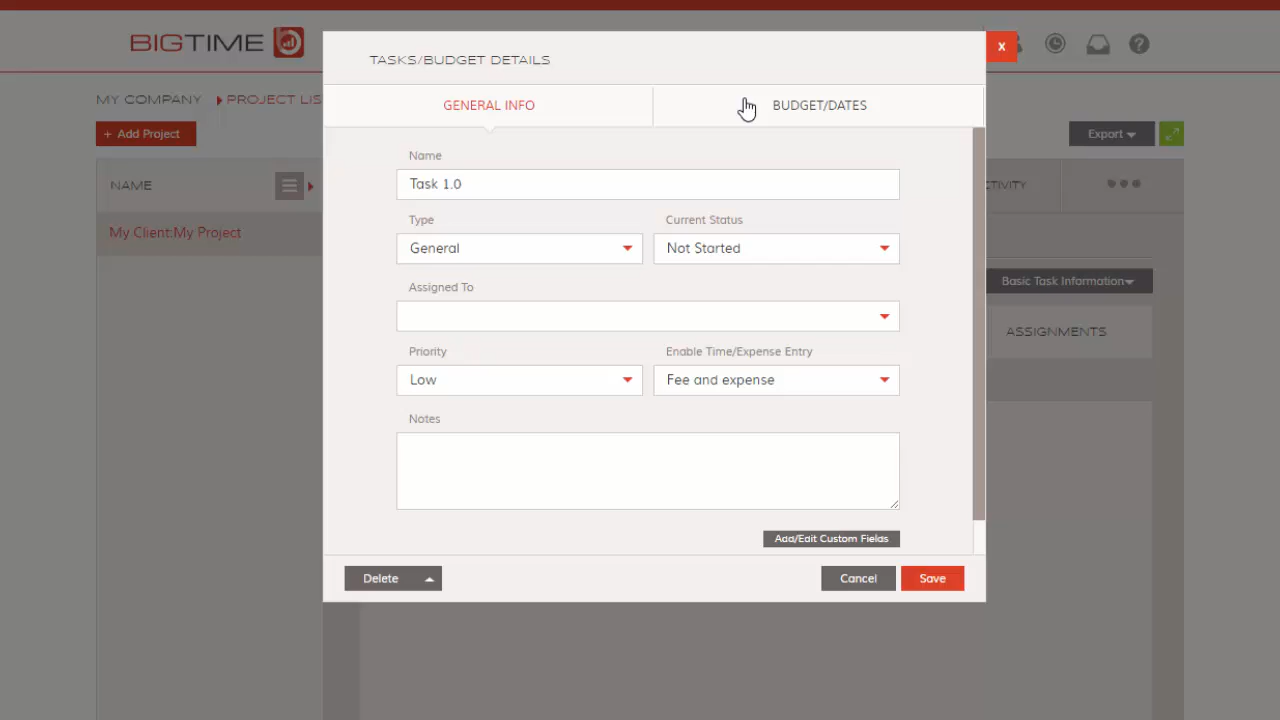 BIGTIME
TASKS/BUDGET DETAILS
x
?
MY COMPANY PROJECT LIS
GENERAL INFO
BUDGET/DATES
+ Add Project
Export
NAME
CTIVITY
My Client:My Project
Name
Task 1.0
Type
Current Status
General
Not Started
Basic Task Information
Assigned To
ASSIGNMENTS
Priority
Enable Time/Expense Entry
Low
Fee and expense
Notes
Add/Edit Custom Fields
Delete
Cancel
Save